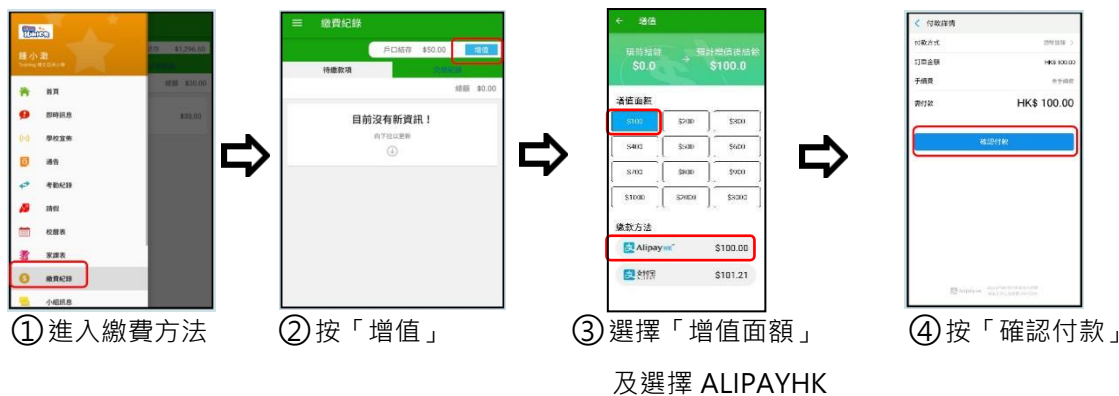 鍾小澈
$1,296.60
總額 $30.00
首頁
即時訊息
$30.00
學校宣佈
通告
考勤紀錄
請假
校曆表
家課表
繳費紀錄
小組訊息
繳費紀錄
戶口結存 $50.00 增值
待繳款項
總額 $0.00
目前沒有新資訊！
向下拉以更新
增值
現時結餘
預計增值後結餘
$0.0
$100.0
增值面額
$100 $200 $300
$400 $500 $600
$700 $800 $900
$1000 $2000 $3000
繳款方法
Alipay HK $100.00
支付宝 $101.21
付款詳情
付款方式
訂單金額 HK$ 100.00
手續費
需付款 HK$ 100.00
確認付款
①進入繳費方法
②按「增值」
③選擇「增值面額」
及選擇 ALIPAYHK
④按「確認付款」